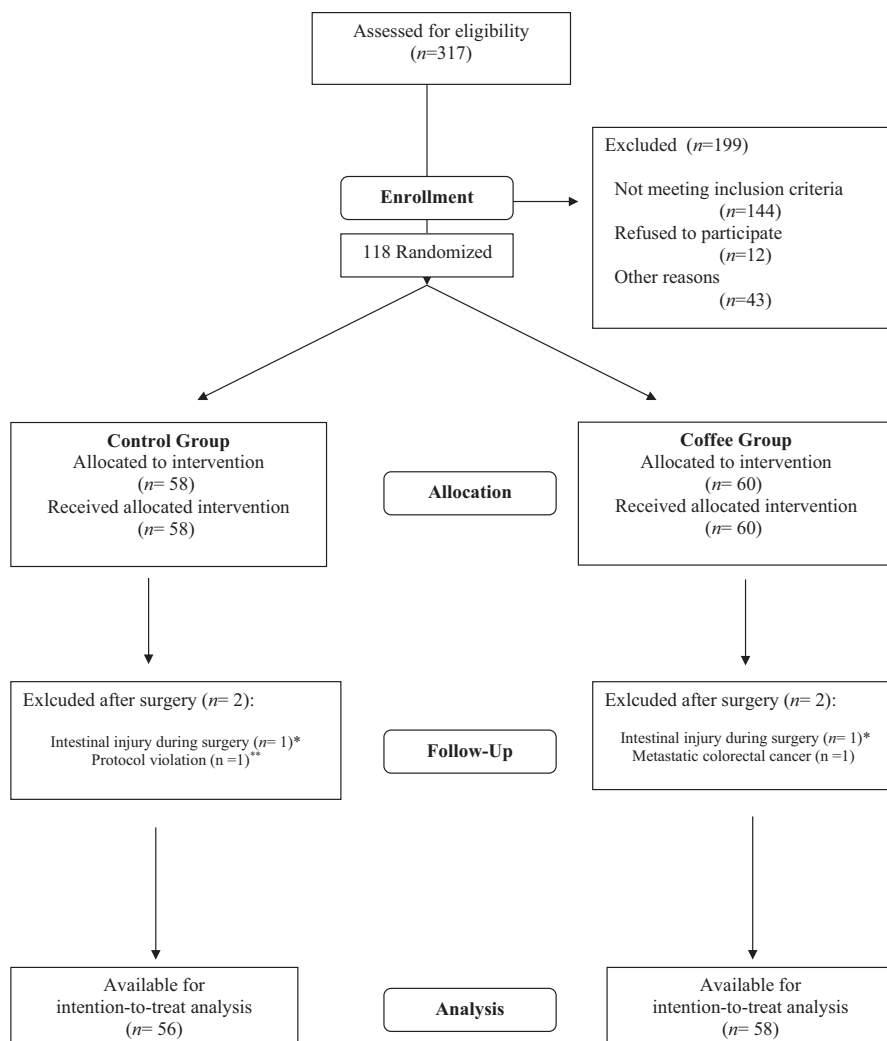 Assessed for eligibility
(n=317)
Enrollment
Excluded (n=199)
Not meeting inclusion criteria
(n=144)
Refused to participate
(n=12)
Other reasons
(n=43)
118 Randomized
Control Group
Allocated to intervention
(n= 58)
Received allocated intervention
(n= 58)
Allocation
Coffee Group
Allocated to intervention
(n= 60)
Received allocated intervention
(n= 60)
Exlcuded after surgery (n= 2):
Intestinal injury during surgery (n= 1)*
Protocol violation (n =1)**
Follow-Up
Exlcuded after surgery (n= 2):
Intestinal injury during surgery (n= 1)*
Metastatic colorectal cancer (n =1)
Available for
intention-to-treat analysis
(n= 56)
Analysis
Available for
intention-to-treat analysis
(n= 58)